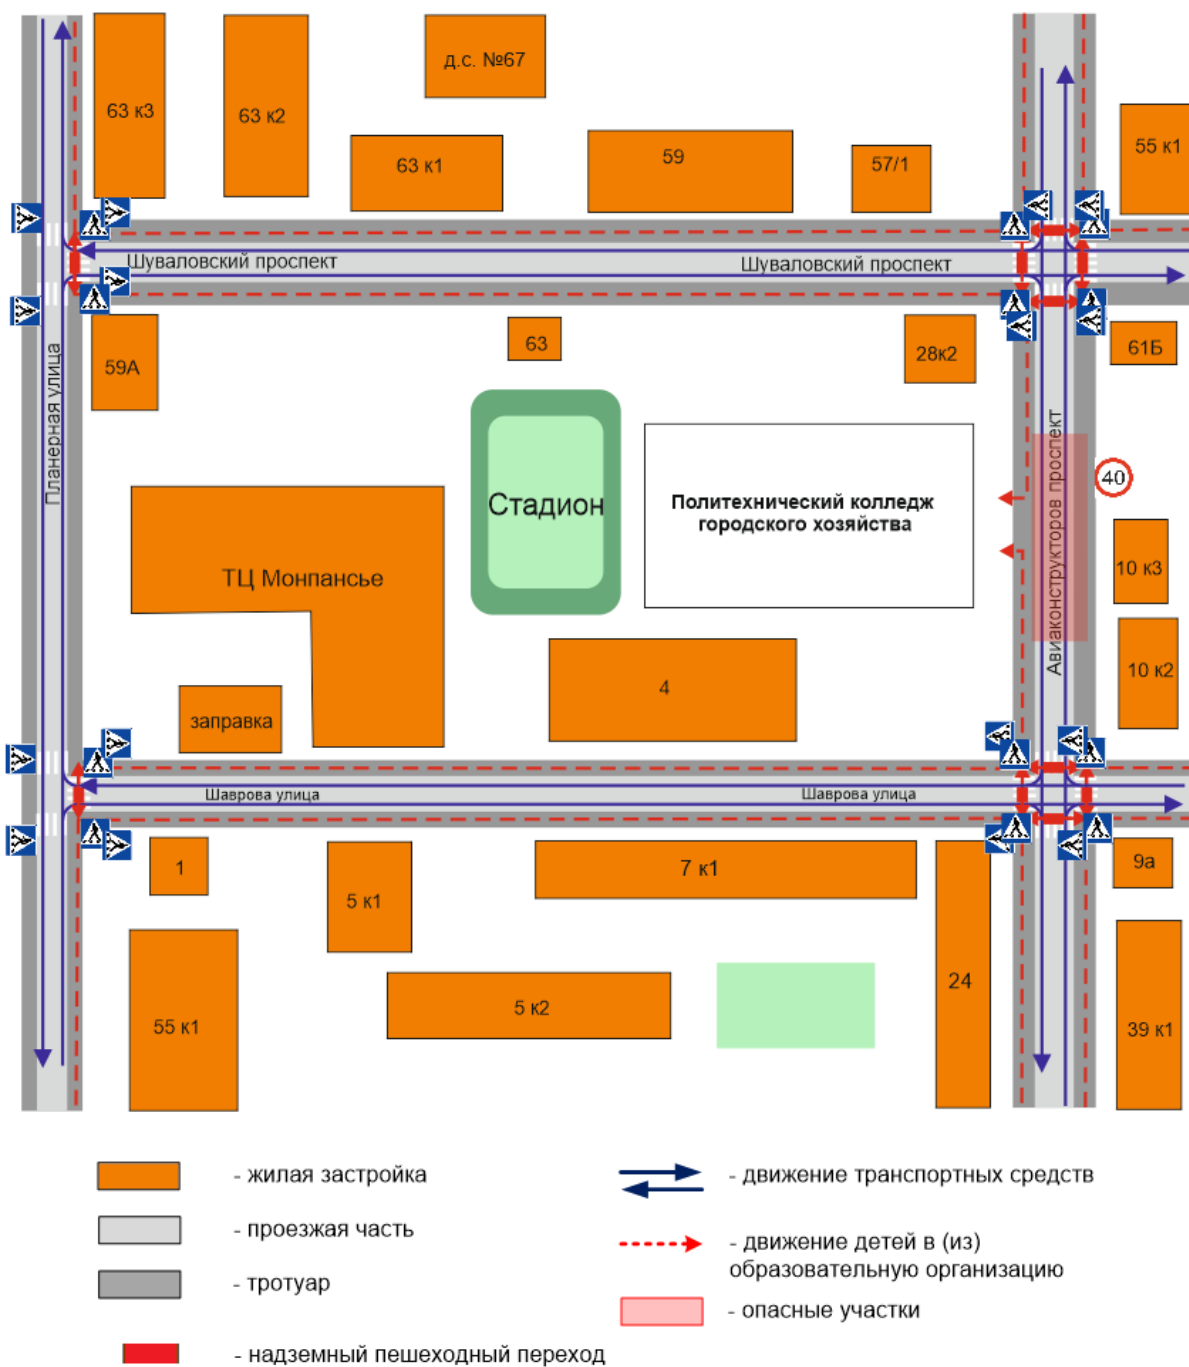 д.с. №67
63 к3
63 к2
63 к1
59
57/1
55 к1
Шуваловский проспект
Шуваловский проспект
59А
63
28к2
61Б
Планерная улица
Стадион
Политехнический колледж
городского хозяйства
Авиаконструкторов проспект
40
ТЦ Монпансье
10 к3
4
10 к2
заправка
Шаврова улица
Шаврова улица
1
5 к1
7 к1
9а
24
5 к2
55 к1
39 к1
- жилая застройка
- проезжая часть
- тротуар
- надземный пешеходный переход
- движение транспортных средств
- движение детей в (из)
образовательную организацию
- опасные участки